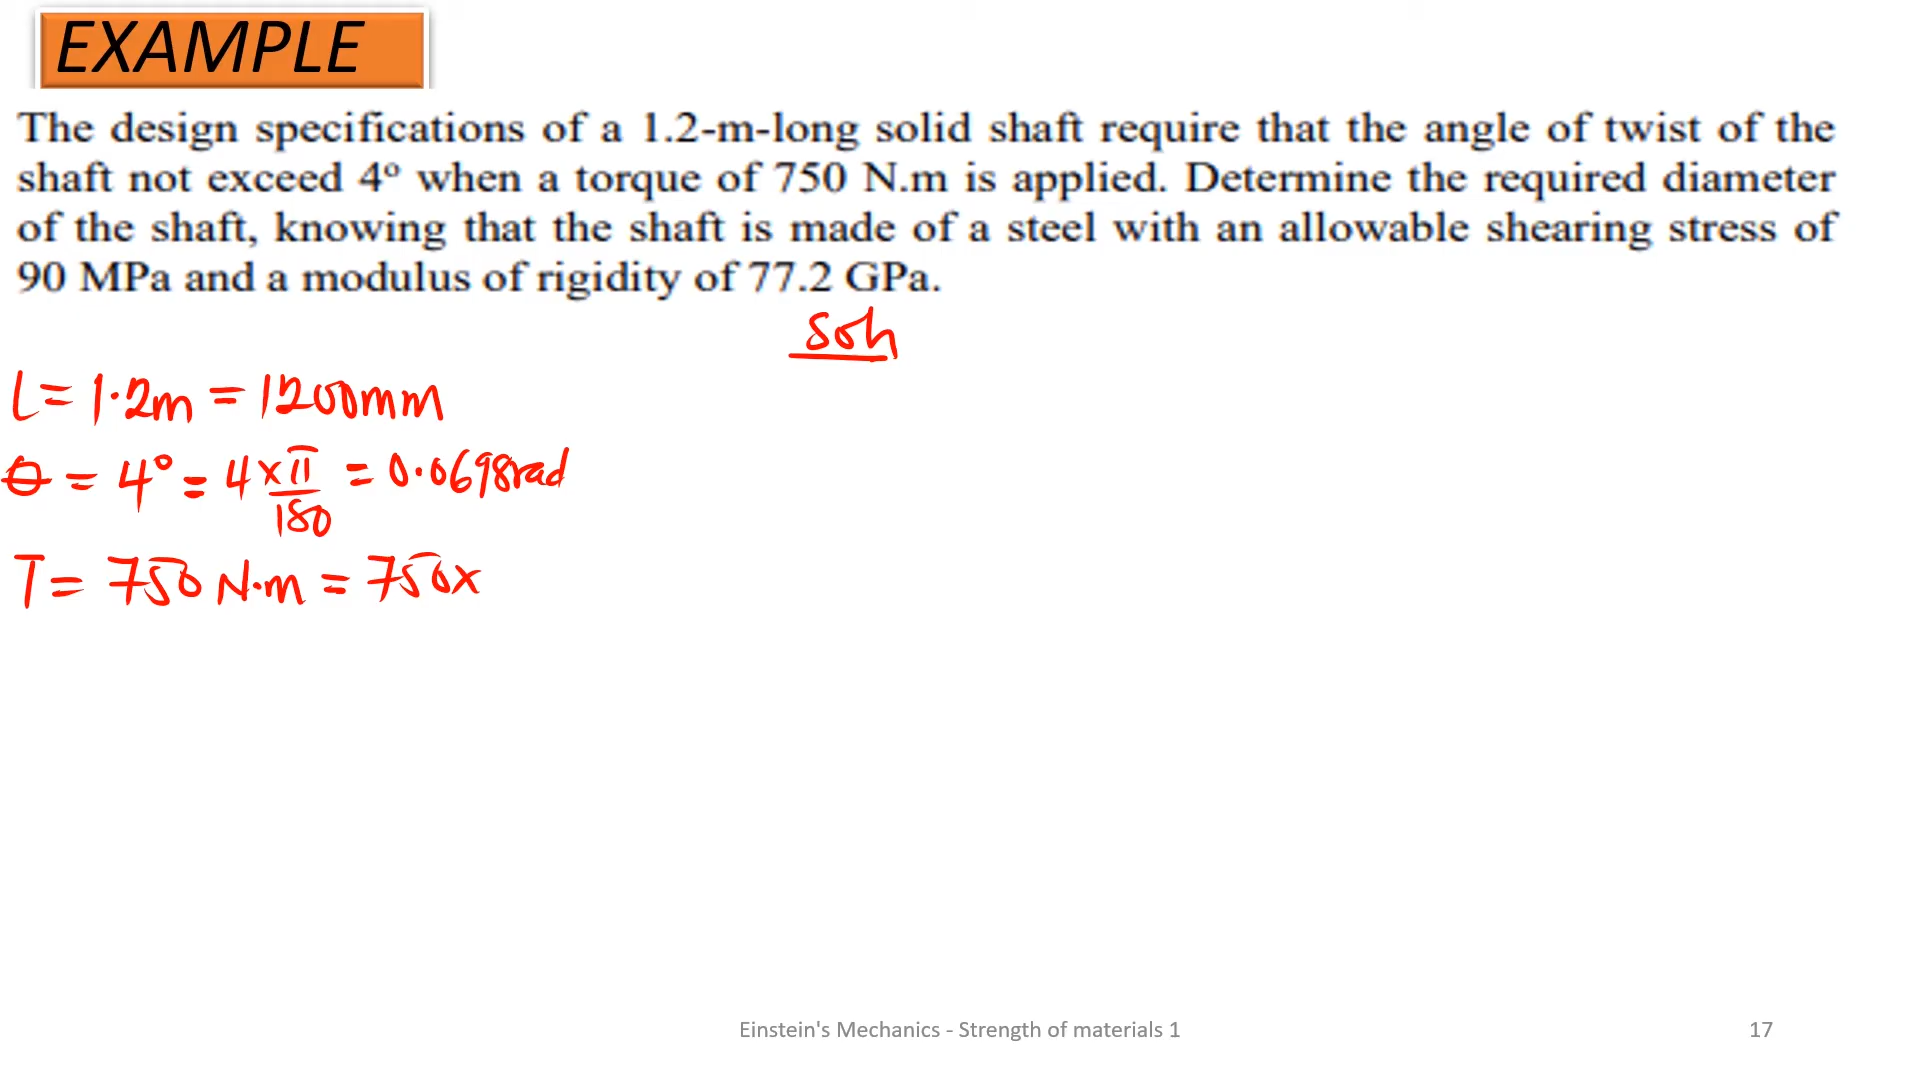 EXAMPLE
The design specifications of a 1.2-m-long solid shaft require that the angle of twist of the
shaft not exceed 4º when a torque of 750 N.m is applied. Determine the required diameter
of the shaft, knowing that the shaft is made of a steel with an allowable shearing stress of
90 MPa and a modulus of rigidity of 77.2 GPa.
Soln
L = 1.2m = 1200mm
θ = 4° = 4 × π/180 = 0.0698rad
T = 750 N.m = 750x
Einstein's Mechanics - Strength of materials 1
17